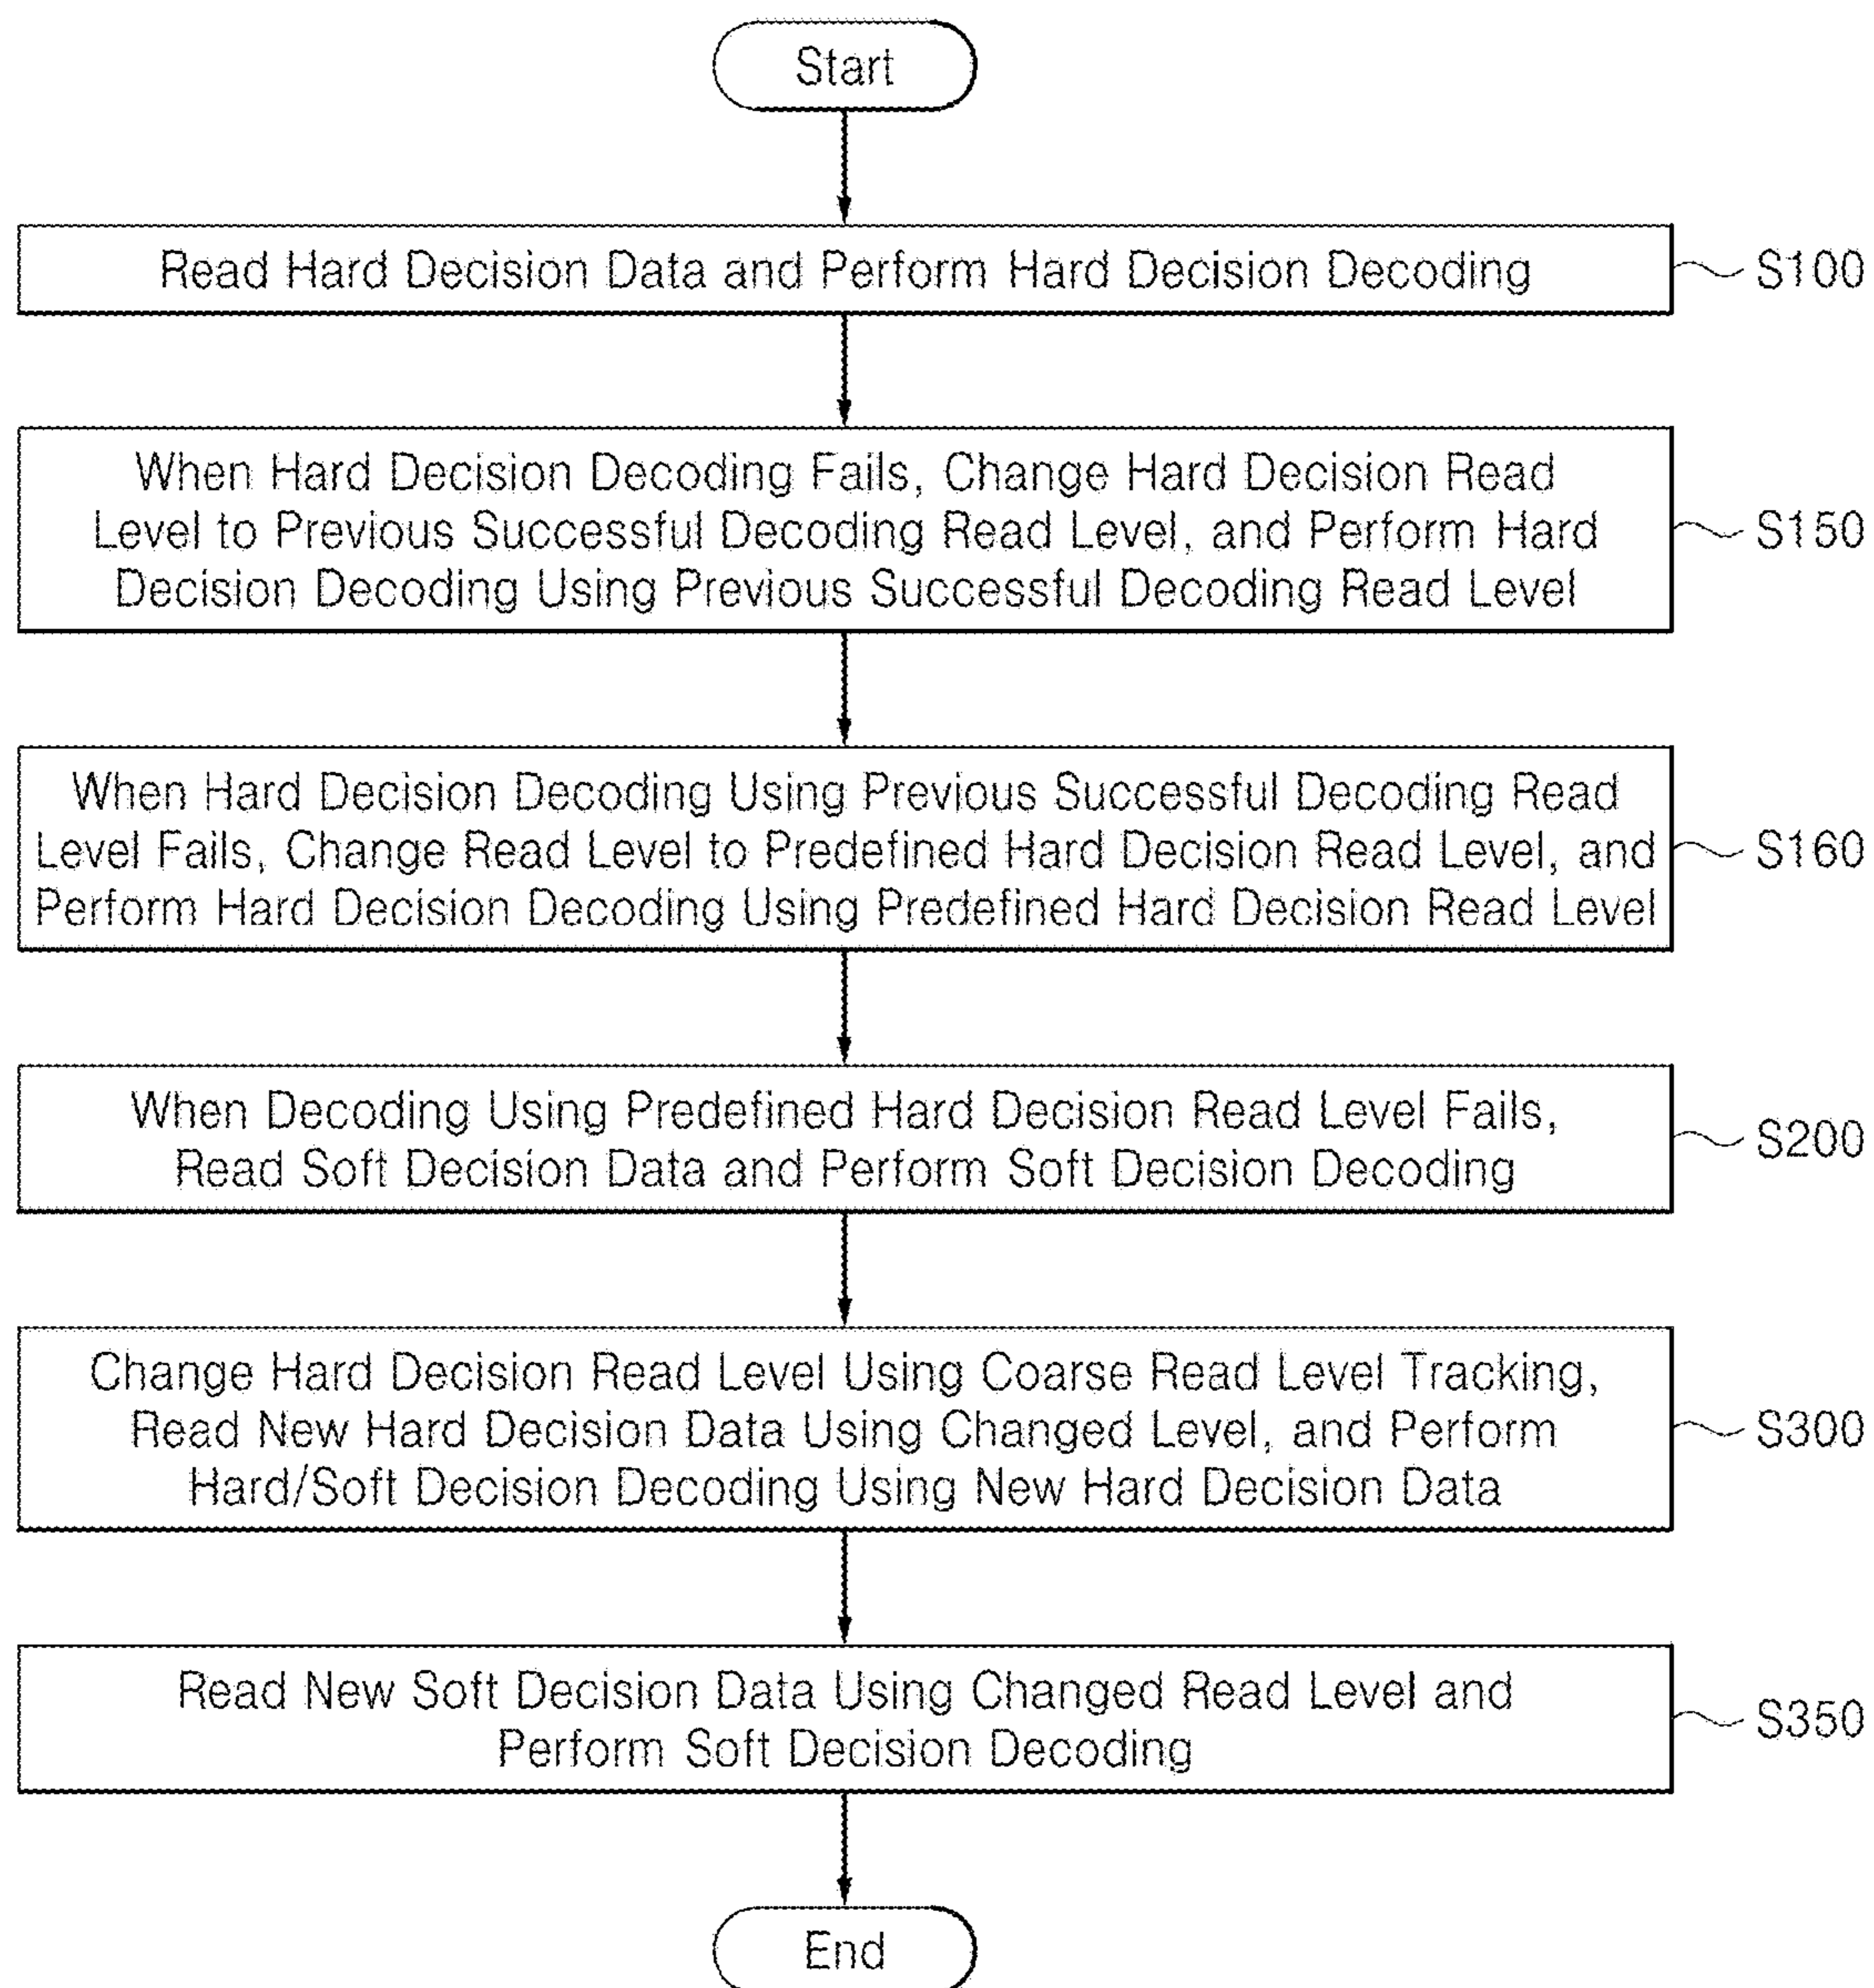 Start
Read Hard Decision Data and Perform Hard Decision Decoding
S100
When Hard Decision Decoding Fails, Change Hard Decision Read
Level to Previous Successful Decoding Read Level, and Perform Hard
Decision Decoding Using Previous Successful Decoding Read Level
S150
When Hard Decision Decoding Using Previous Successful Decoding Read
Level Fails, Change Read Level to Predefined Hard Decision Read Level, and
Perform Hard Decision Decoding Using Predefined Hard Decision Read Level
S160
When Decoding Using Predefined Hard Decision Read Level Fails,
Read Soft Decision Data and Perform Soft Decision Decoding
S200
Change Hard Decision Read Level Using Coarse Read Level Tracking,
Read New Hard Decision Data Using Changed Level, and Perform
Hard/Soft Decision Decoding Using New Hard Decision Data
S300
Read New Soft Decision Data Using Changed Read Level and
Perform Soft Decision Decoding
S350
End